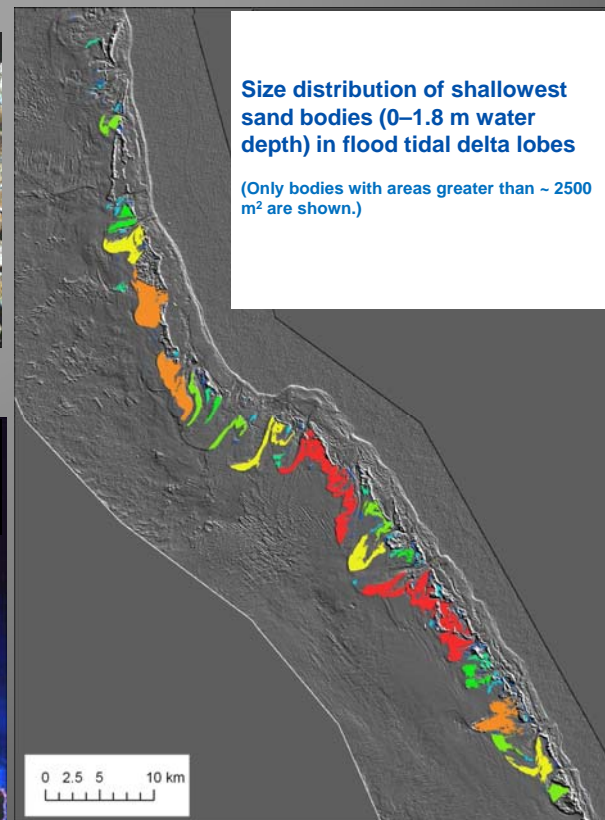 Size distribution of shallowest
sand bodies (0–1.8 m water
depth) in flood tidal delta lobes
(Only bodies with areas greater than ~ 2500
m² are shown.)
0 2.5 5 10 km